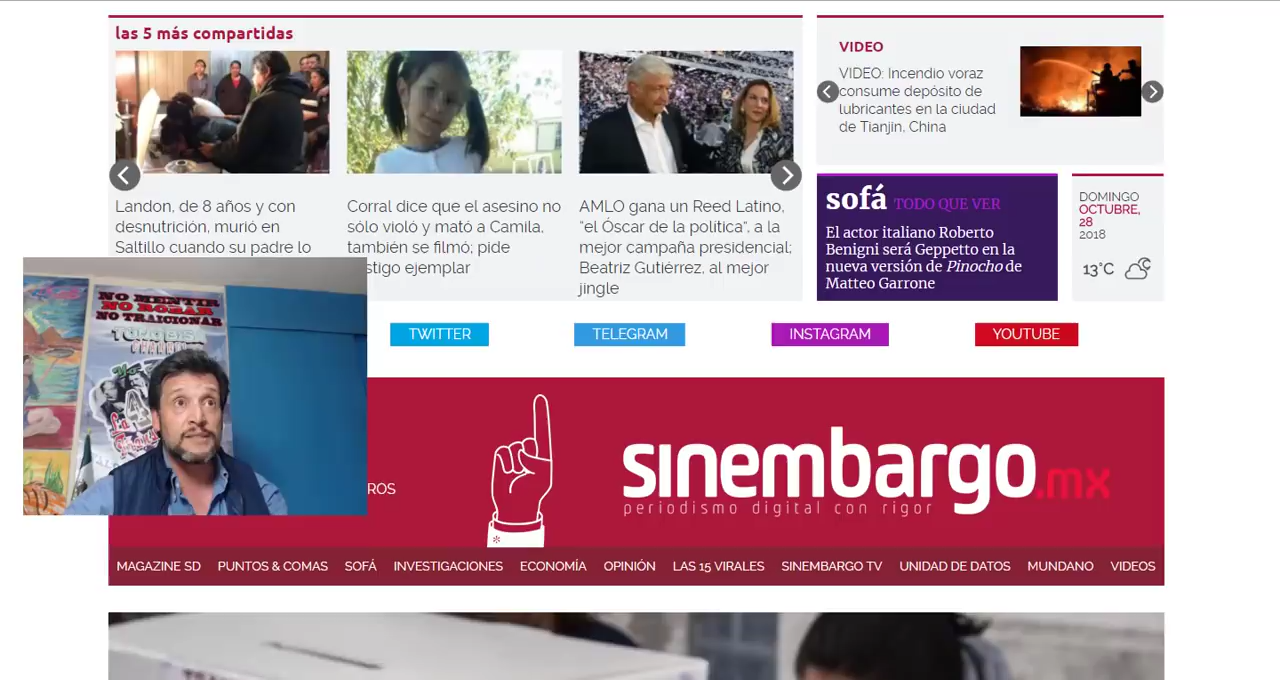 las 5 más compartidas
Landon, de 8 años y con
desnutrición, murió en
Saltillo cuando su padre lo
Corral dice que el asesino no
sólo violó y mató a Camila,
también se filmó; pide
stigo ejemplar
AMLO gana un Reed Latino,
"el Óscar de la política", a la
mejor campaña presidencial;
Beatriz Gutiérrez, al mejor
jingle
VIDEO
VIDEO: Incendio voraz
consume depósito de
lubricantes en la ciudad
de Tianjin, China
sofá TODO QUE VER
El actor italiano Roberto
Benigni será Geppetto en la
nueva versión de Pinocho de
Matteo Garrone
DOMINGO
OCTUBRE,
28
2018
13°C
NO MENTIR
NO ROBAR
NO TRAICIONAR
TWITTER
TELEGRAM
INSTAGRAM
YOUTUBE
ROS
sinembargo.mx
periodismo digital con rigor
MAGAZINE SD PUNTOS & COMAS SOFÁ INVESTIGACIONES ECONOMÍA OPINIÓN LAS 15 VIRALES SINEMBARGO TV UNIDAD DE DATOS MUNDANO VIDEOS